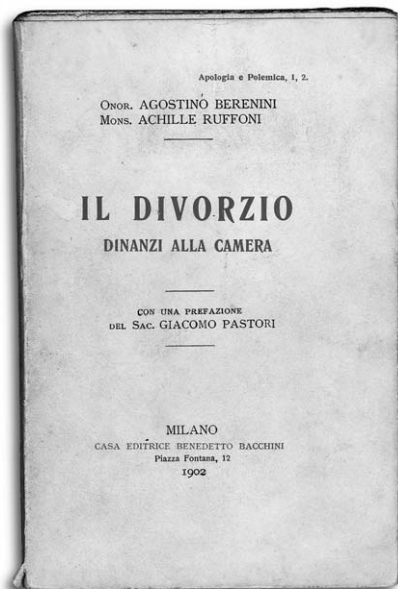 Apologia e Polemica, 1, 2.
ONOR. AGOSTINO BERENINI
MONS. ACHILLE RUFFONI
IL DIVORZIO
DINANZI ALLA CAMERA
CON UNA PREFAZIONE
DEL SAC. GIACOMO PASTORI
MILANO
CASA EDITRICE BENEDETTO BACCHINI
Piazza Fontana, 12
1902